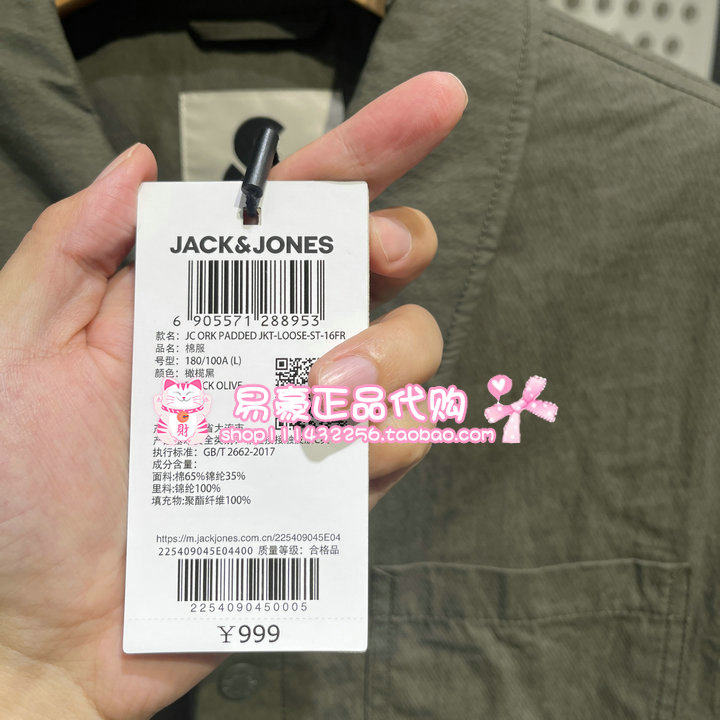 JACK&JONES
6 905571 288953
款名: JC ORK PADDED JKT-LOOSE-ST-16FR
品名: 棉服
号型: 180/100A (L)
颜色: 橄榄黑
CK OLIVE
易豪正品代购
財
shop111432256.taobao.com
执行标准: GB/T 2662-2017
成分含量:
面料: 棉65%锦纶35%
里料: 锦纶100%
填充物: 聚酯纤维100%
https://m.jackjones.com.cn/225409045E04
225409045E04400 质量等级: 合格品
2254090450005
￥999